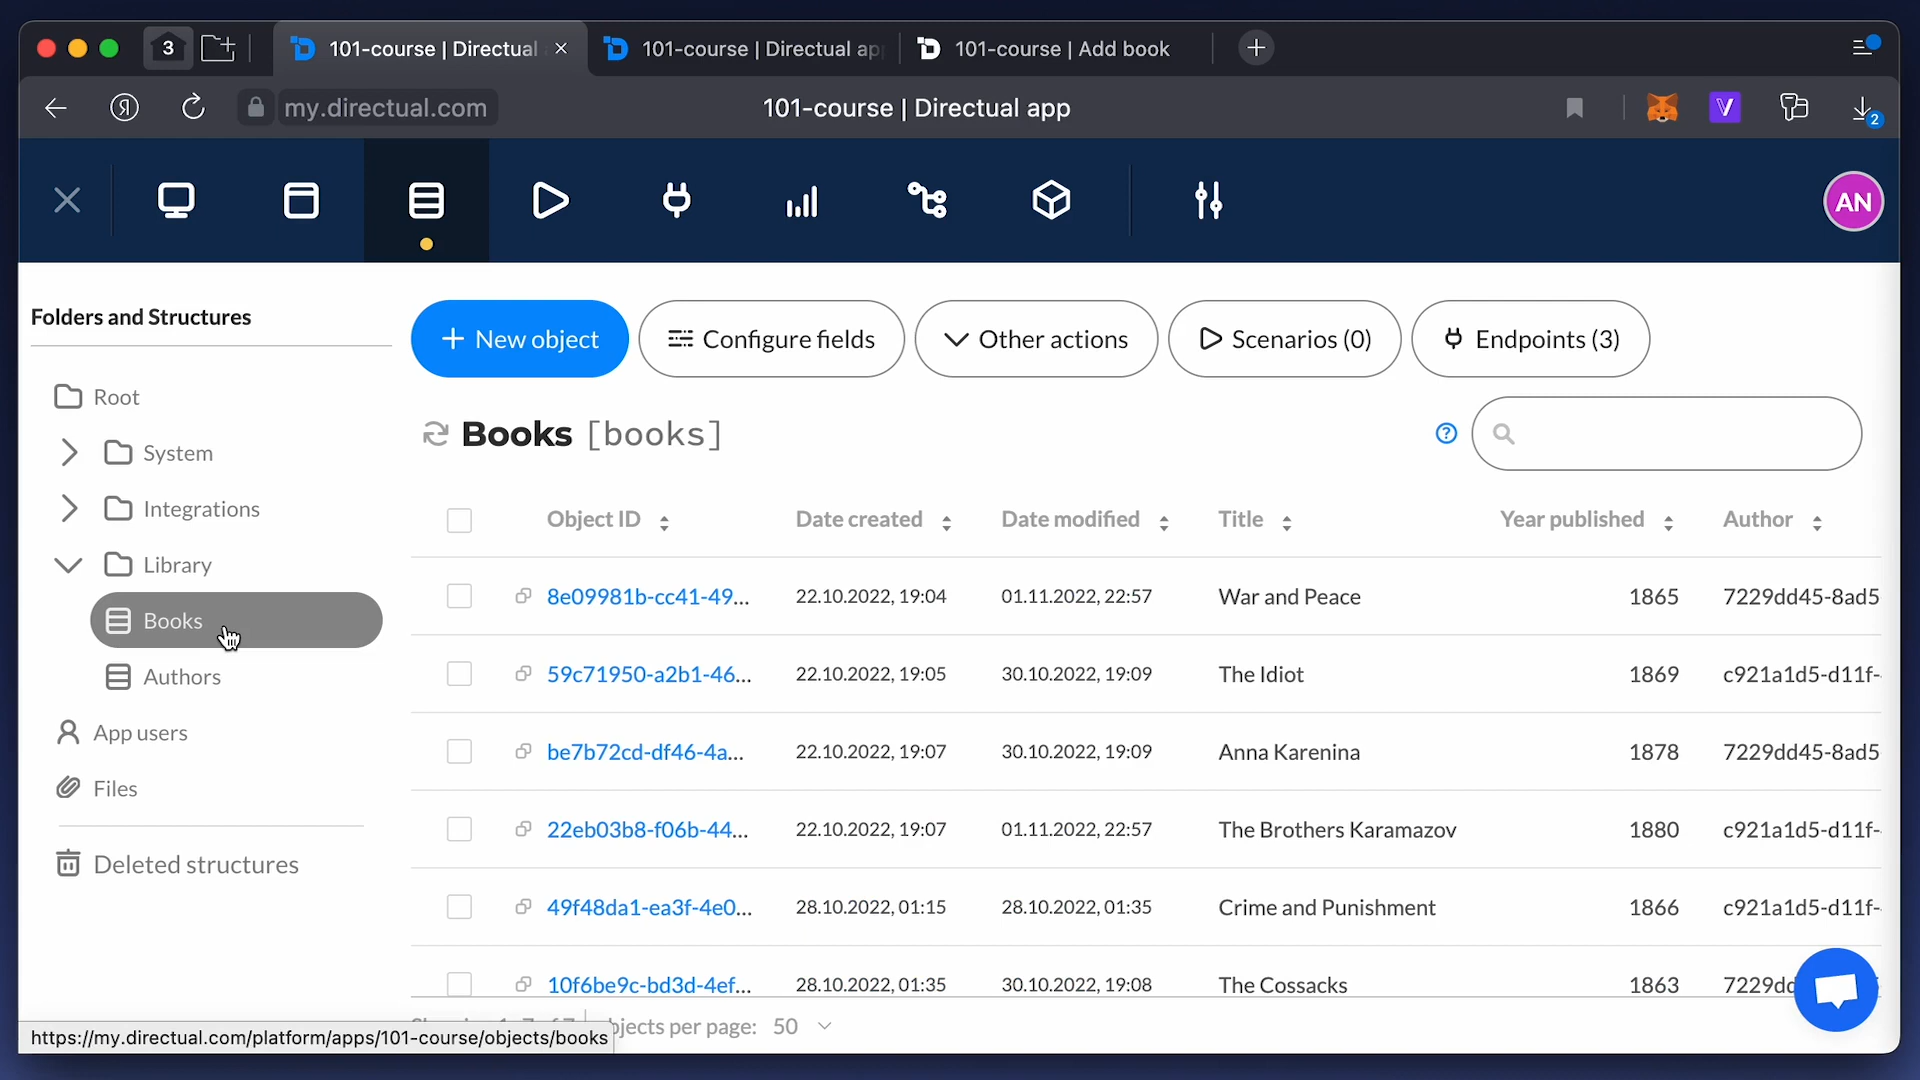 3
101-course | Directual
101-course | Directual ap
101-course | Add book
my.directual.com
101-course | Directual app
2
AN
Folders and Structures
Root
System
Integrations
Library
Books
Authors
App users
Files
Deleted structures
New object
Configure fields
Other actions
Scenarios (0)
Endpoints (3)
Books [books]
Object ID Date created Date modified Title Year published Author
8e09981b-cc41-49... 22.10.2022, 19:04 01.11.2022, 22:57 War and Peace 1865 7229dd45-8ad5
59c71950-a2b1-46... 22.10.2022, 19:05 30.10.2022, 19:09 The Idiot 1869 c921a1d5-d11f-
be7b72cd-df46-4a... 22.10.2022, 19:07 30.10.2022, 19:09 Anna Karenina 1878 7229dd45-8ad5
22eb03b8-f06b-44... 22.10.2022, 19:07 01.11.2022, 22:57 The Brothers Karamazov 1880 c921a1d5-d11f-
49f48da1-ea3f-4e0... 28.10.2022, 01:15 28.10.2022, 01:35 Crime and Punishment 1866 c921a1d5-d11f-
10f6be9c-bd3d-4ef... 28.10.2022, 01:35 30.10.2022, 19:08 The Cossacks 1863 7229dd
bjects per page: 50
https://my.directual.com/platform/apps/101-course/objects/books